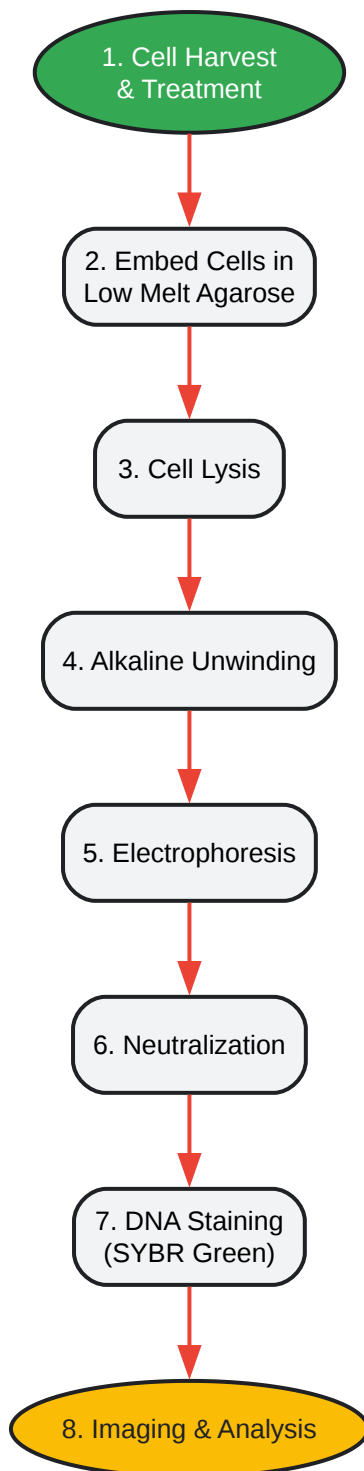 1. Cell Harvest
& Treatment
2. Embed Cells in
Low Melt Agarose
3. Cell Lysis
4. Alkaline Unwinding
5. Electrophoresis
6. Neutralization
7. DNA Staining
(SYBR Green)
8. Imaging & Analysis